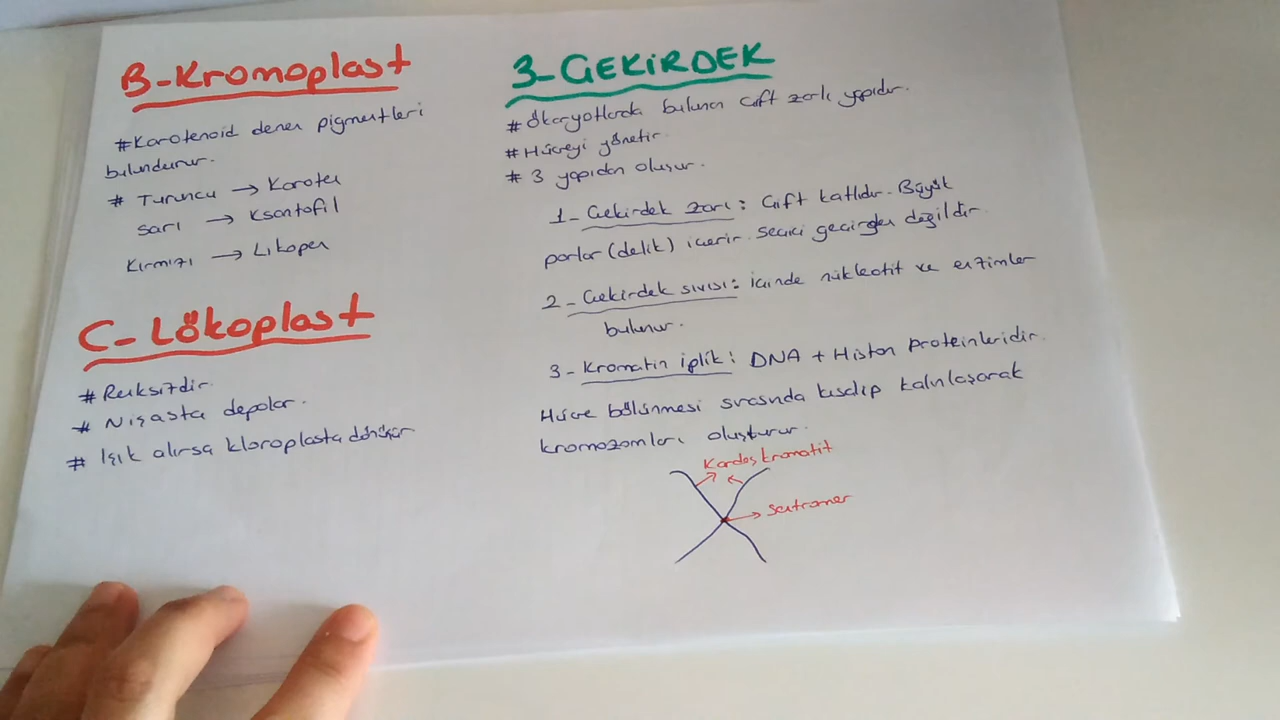 B-Kromoplast
#Karotenoid denen pigmentleri
bulundurur.
# Turuncu → Karoten
sarı → Ksantofil
Kırmızı → Likopen
C-Lökoplast
# Renksizdir.
# Nişasta depolar.
# Işık alırsa kloroplasta dönüşür
3-ÇEKİRDEK
# Ökaryotlarda bulunan çift zarlı yapıdır.
# Hücreyi yönetir.
# 3 yapıdan oluşur.
1- Çekirdek zarı: Çift katlıdır. Büyük
porlar (delik) içerir. Seçici geçirgen değildir.
2- Çekirdek sıvısı: içinde nükleotit ve enzimler
bulunur.
3- Kromatin iplik: DNA + Histon proteinleridir.
Hücre bölünmesi sırasında kısalıp kalınlaşarak
kromozomları oluşturur.
Kardeş kromatit
→ Sentromer